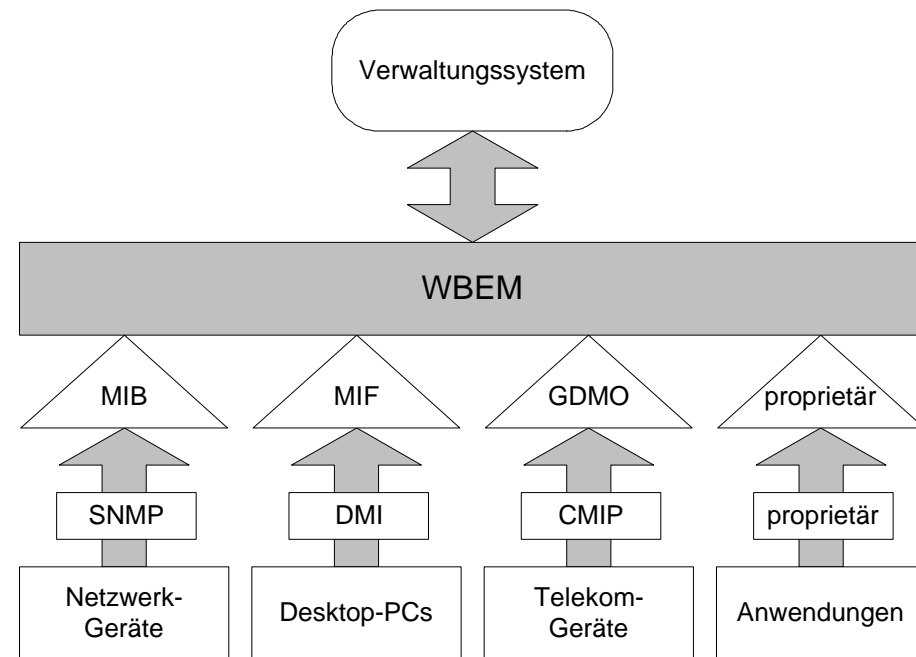 Verwaltungssystem
WBEM
MIB
MIF
GDMO
proprietär
SNMP
DMI
CMIP
proprietär
Netzwerk-
Geräte
Desktop-PCs
Telekom-
Geräte
Anwendungen